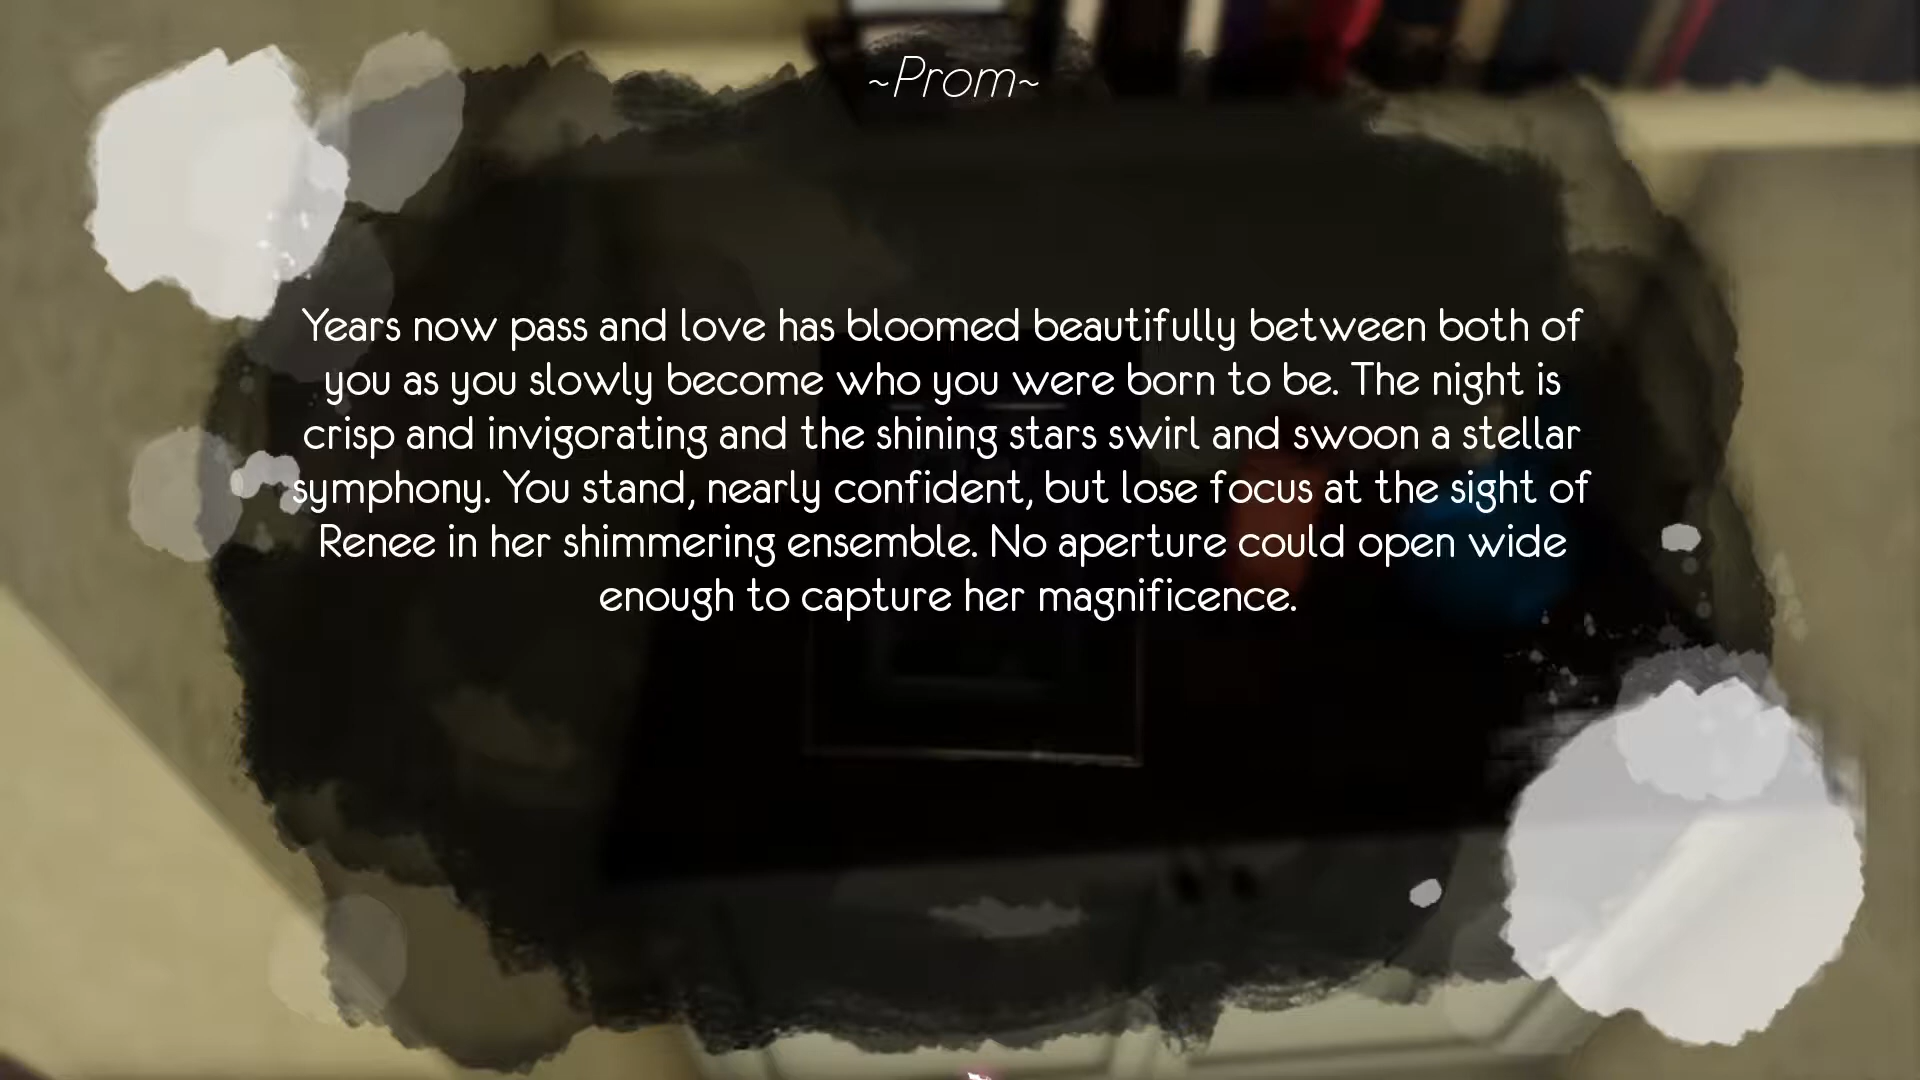 ~Prom~
Years now pass and love has bloomed beautifully between both of
you as you slowly become who you were born to be. The night is
crisp and invigorating and the shining stars swirl and swoon a stellar
symphony. You stand, nearly confident, but lose focus at the sight of
Renee in her shimmering ensemble. No aperture could open wide
enough to capture her magnificence.